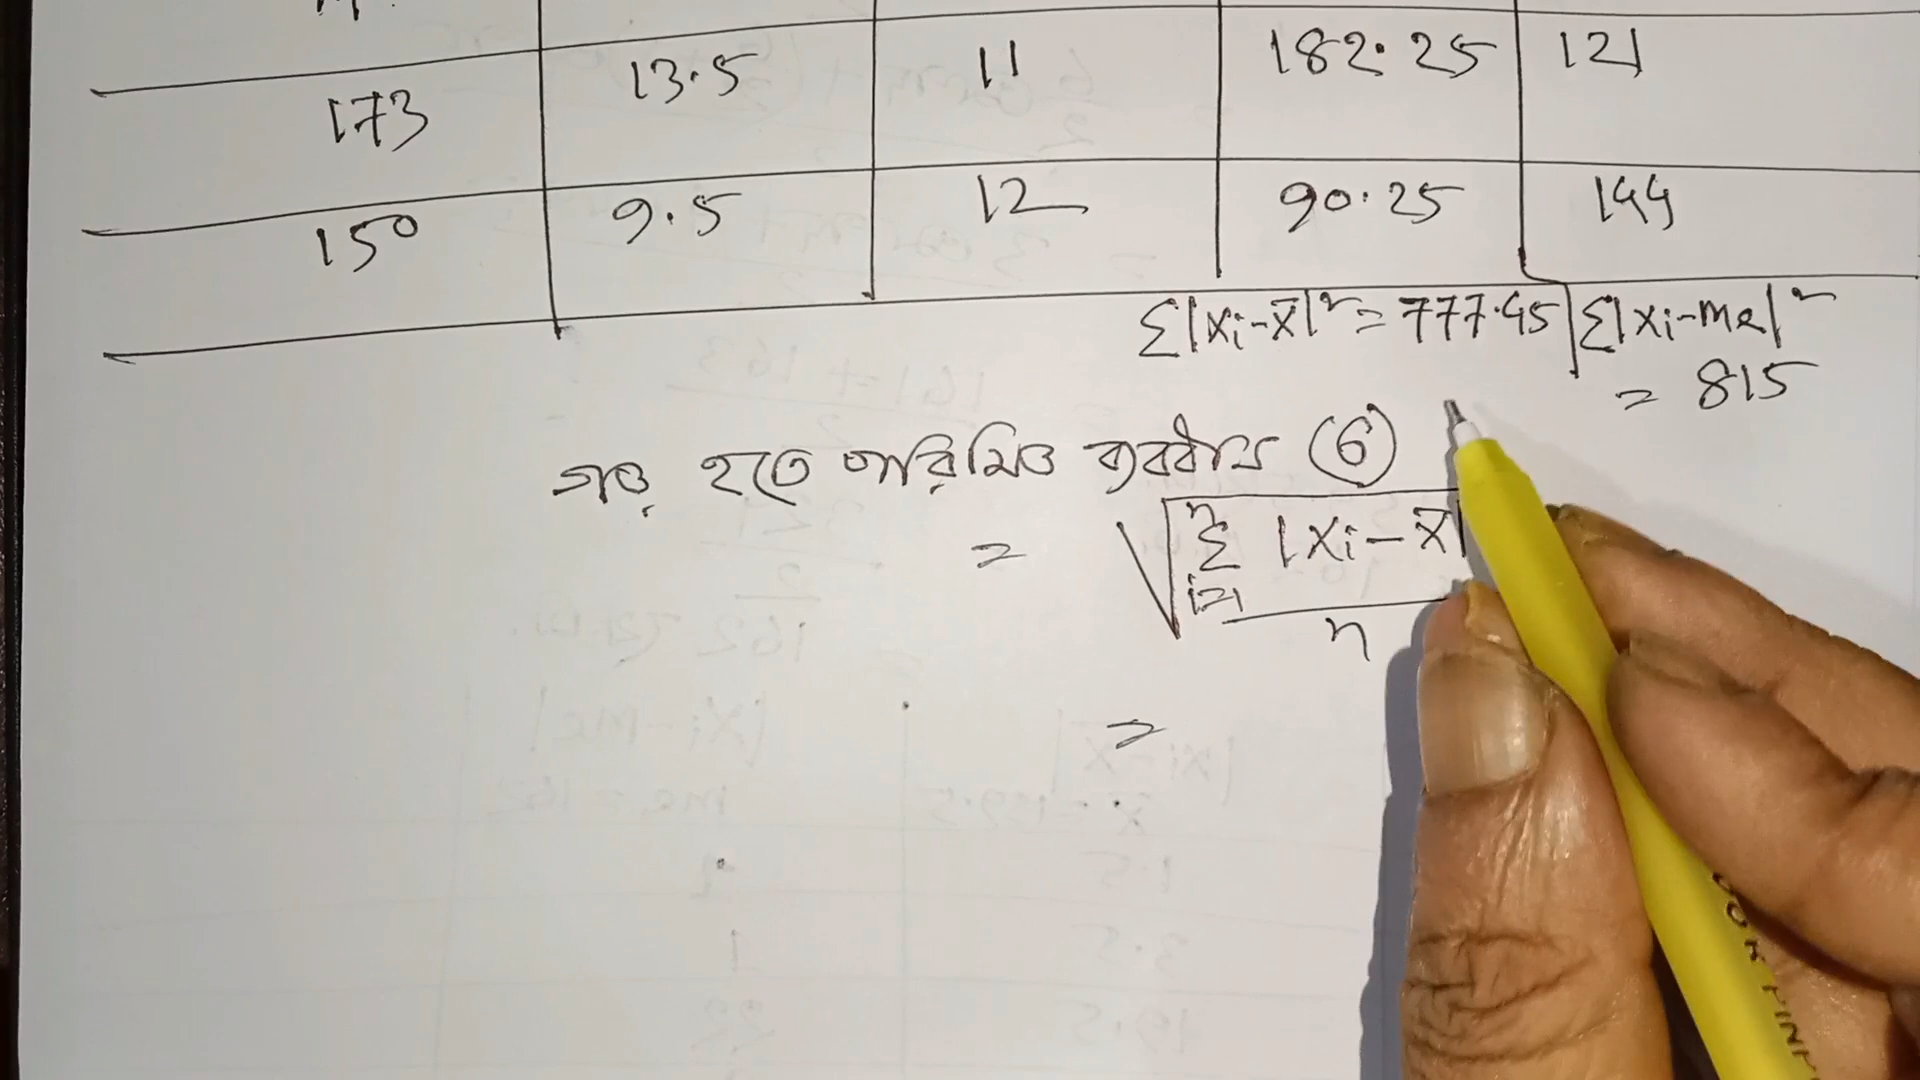 173 13.5 11 182.25 121
150 9.5 12 90.25 144
Σ|xi-x̄|² = 777.45 Σ|xi-me|²
= 815
গড় হতে পরিমিত ব্যবধান (σ)
= √ n Σ i=1 |xi - x̄|
n
=